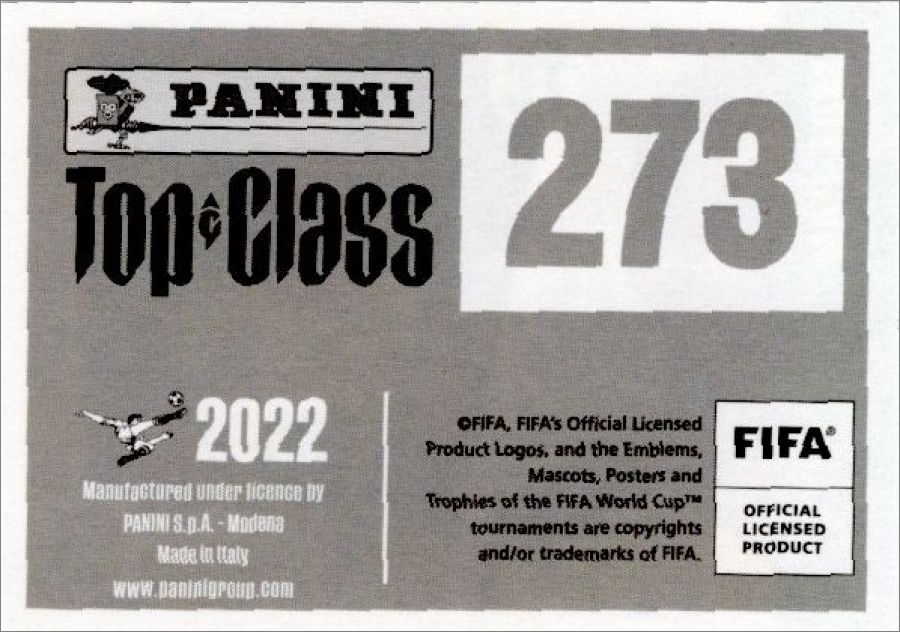 PANINI
Top Class
273
2022
Manufactured under licence by
PANINI S.p.A. - Modena
Made in Italy
www.paninigroup.com
©FIFA, FIFA's Official Licensed
Product Logos, and the Emblems,
Mascots, Posters and
Trophies of the FIFA World Cup™
tournaments are copyrights
and/or trademarks of FIFA.
FIFA®
OFFICIAL
LICENSED
PRODUCT